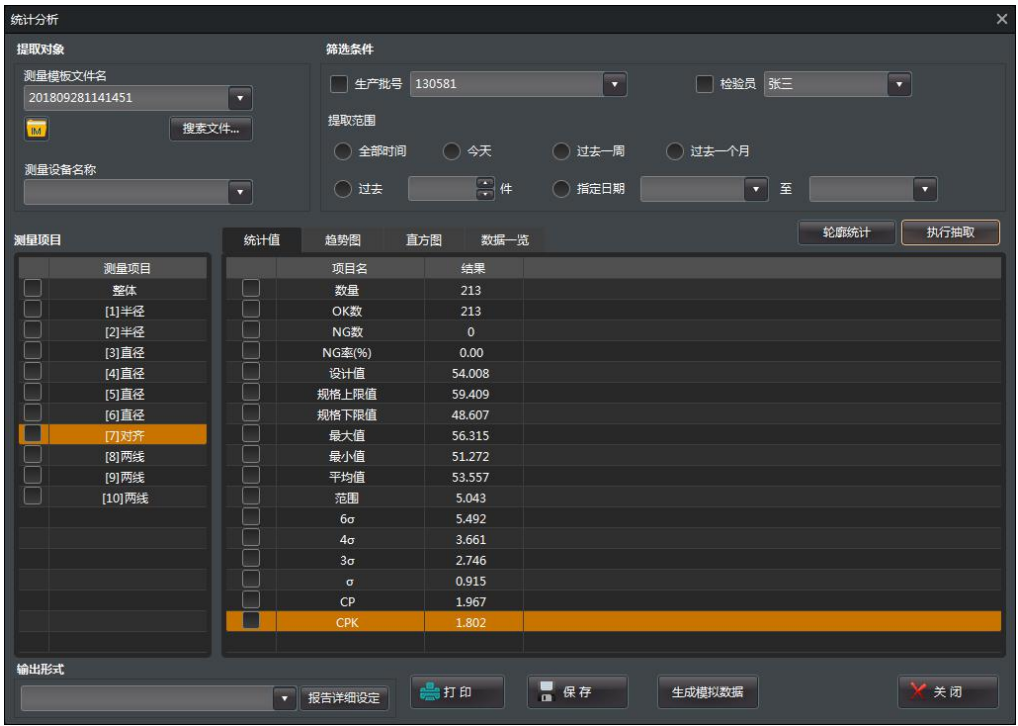 统计分析
提取对象
测量模板文件名
201809281141451
IM
搜素文件...
测量设备名称
筛选条件
生产批号 130581 检验员 张三
提取范围
全部时间 今天 过去一周 过去一个月
过去 件 指定日期 至
轮廓统计 执行抽取
测量项目
测量项目
整体
[1]半径
[2]半径
[3]直径
[4]直径
[5]直径
[6]直径
[7]对齐
[8]两线
[9]两线
[10]两线
统计值 趋势图 直方图 数据一览
项目名 结果
数量 213
OK数 213
NG数 0
NG率(%) 0.00
设计值 54.008
规格上限值 59.409
规格下限值 48.607
最大值 56.315
最小值 51.272
平均值 53.557
范围 5.043
6σ 5.492
4σ 3.661
3σ 2.746
σ 0.915
CP 1.967
CPK 1.802
输出形式
报告详细设定 打印 保存 生成模拟数据 关闭